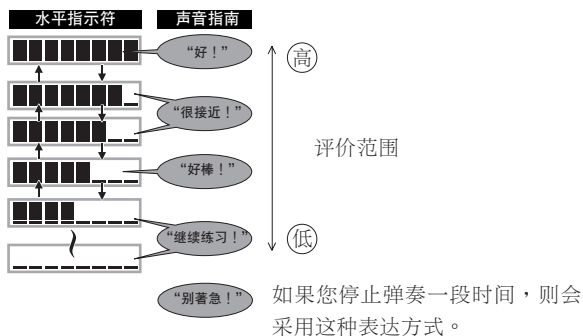 水平指示符 声音指南
“好！”
高
“很接近！”
评价范围
“好棒！”
“继续练习！”
低
“别著急！” 如果您停止弹奏一段时间，则会
采用这种表达方式。